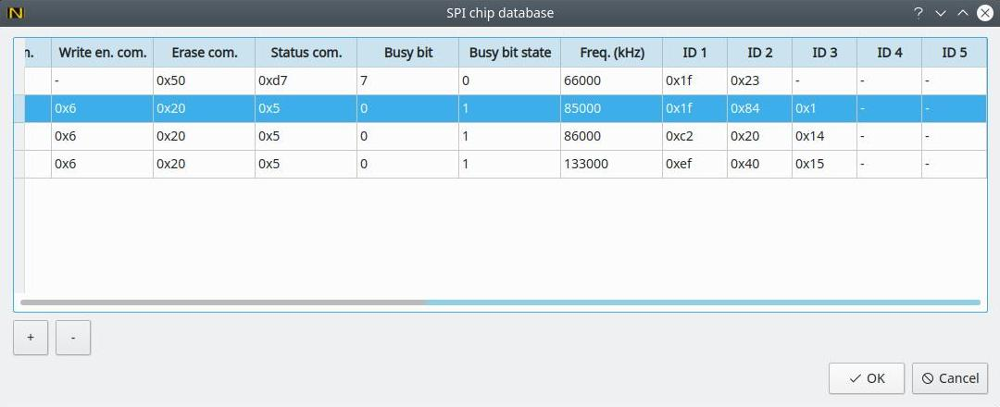 N SPI chip database ?
n. Write en. com. Erase com. Status com. Busy bit Busy bit state Freq. (kHz) ID 1 ID 2 ID 3 ID 4 ID 5
- 0x50 0xd7 7 0 66000 0x1f 0x23 - - -
0x6 0x20 0x5 0 1 85000 0x1f 0x84 0x1 - -
0x6 0x20 0x5 0 1 86000 0xc2 0x20 0x14 - -
0x6 0x20 0x5 0 1 133000 0xef 0x40 0x15 - -
+ -
OK Cancel